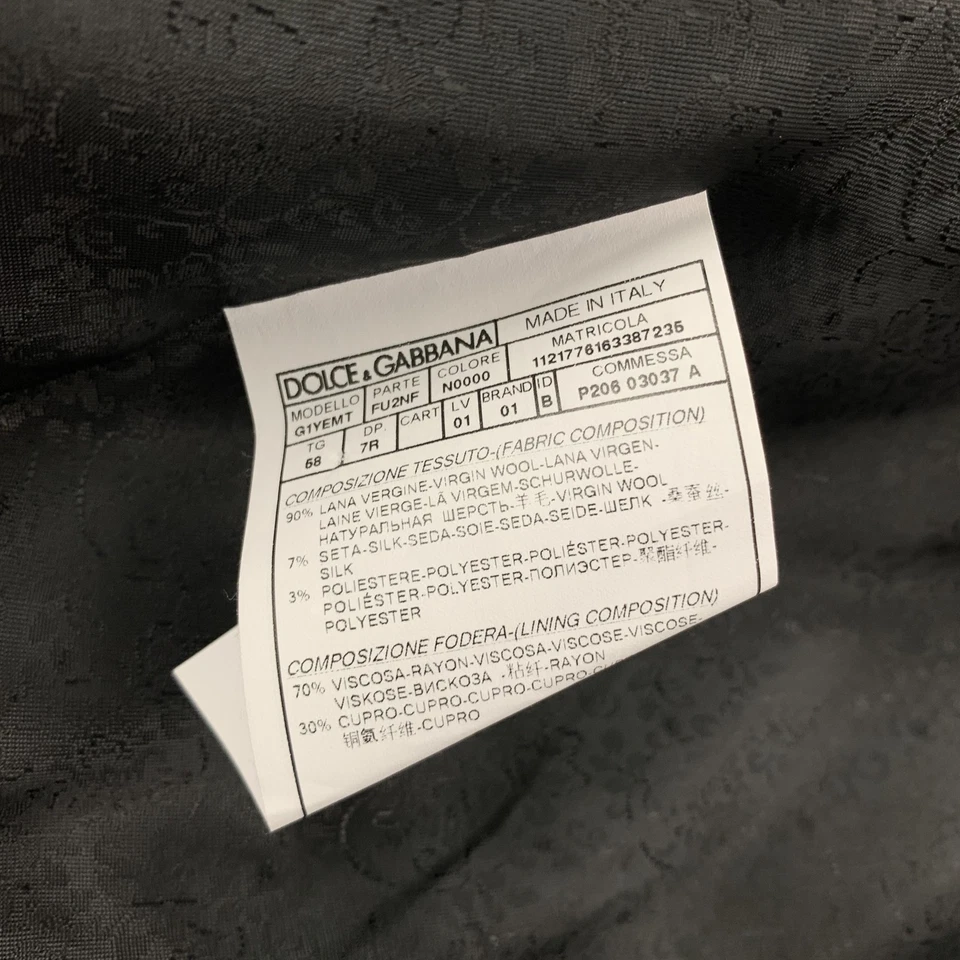 DOLCE & GABBANA MADE IN ITALY
MODELLO PARTE COLORE MATRICOLA
G1YEMT FU2NF N0000 1121776163387235
TG DP. CART LV BRAND ID COMMESSA
68 7R 01 01 B P206 03037 A
COMPOSIZIONE TESSUTO-(FABRIC COMPOSITION)
90% LANA VERGINE-VIRGIN WOOL-LANA VIRGEN-
LAINE VIERGE-LÃ VIRGEM-SCHURWOLLE-
НАТУРАЛЬНАЯ ШЕРСТЬ-羊毛-VIRGIN WOOL
7% SETA-SILK-SEDA-SOIE-SEDA-SEIDE-ШЕЛК -桑蚕丝-
SILK
3% POLIESTERE-POLYESTER-POLIÉSTER-POLYESTER-
POLIÉSTER-POLYESTER-ПОЛИЭСТЕР-聚酯纤维-
POLYESTER
COMPOSIZIONE FODERA-(LINING COMPOSITION)
70% VISCOSA-RAYON-VISCOSA-VISCOSE-VISCOSE-
VISKOSE-ВИСКОЗА -粘纤-RAYON
30% CUPRO-CUPRO-CUPRO-CUPRO-
铜氨纤维-CUPRO